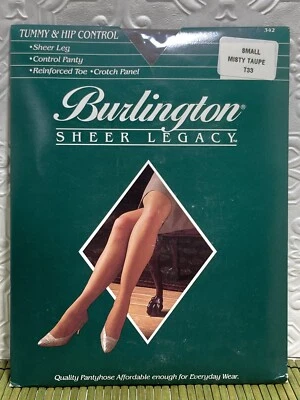 TUMMY & HIP CONTROL
•Sheer Leg
•Control Panty
•Reinforced Toe •Crotch Panel
342
SMALL
MISTY TAUPE
T33
Burlington
SHEER LEGACY
Quality Pantyhose Affordable enough for Everyday Wear.